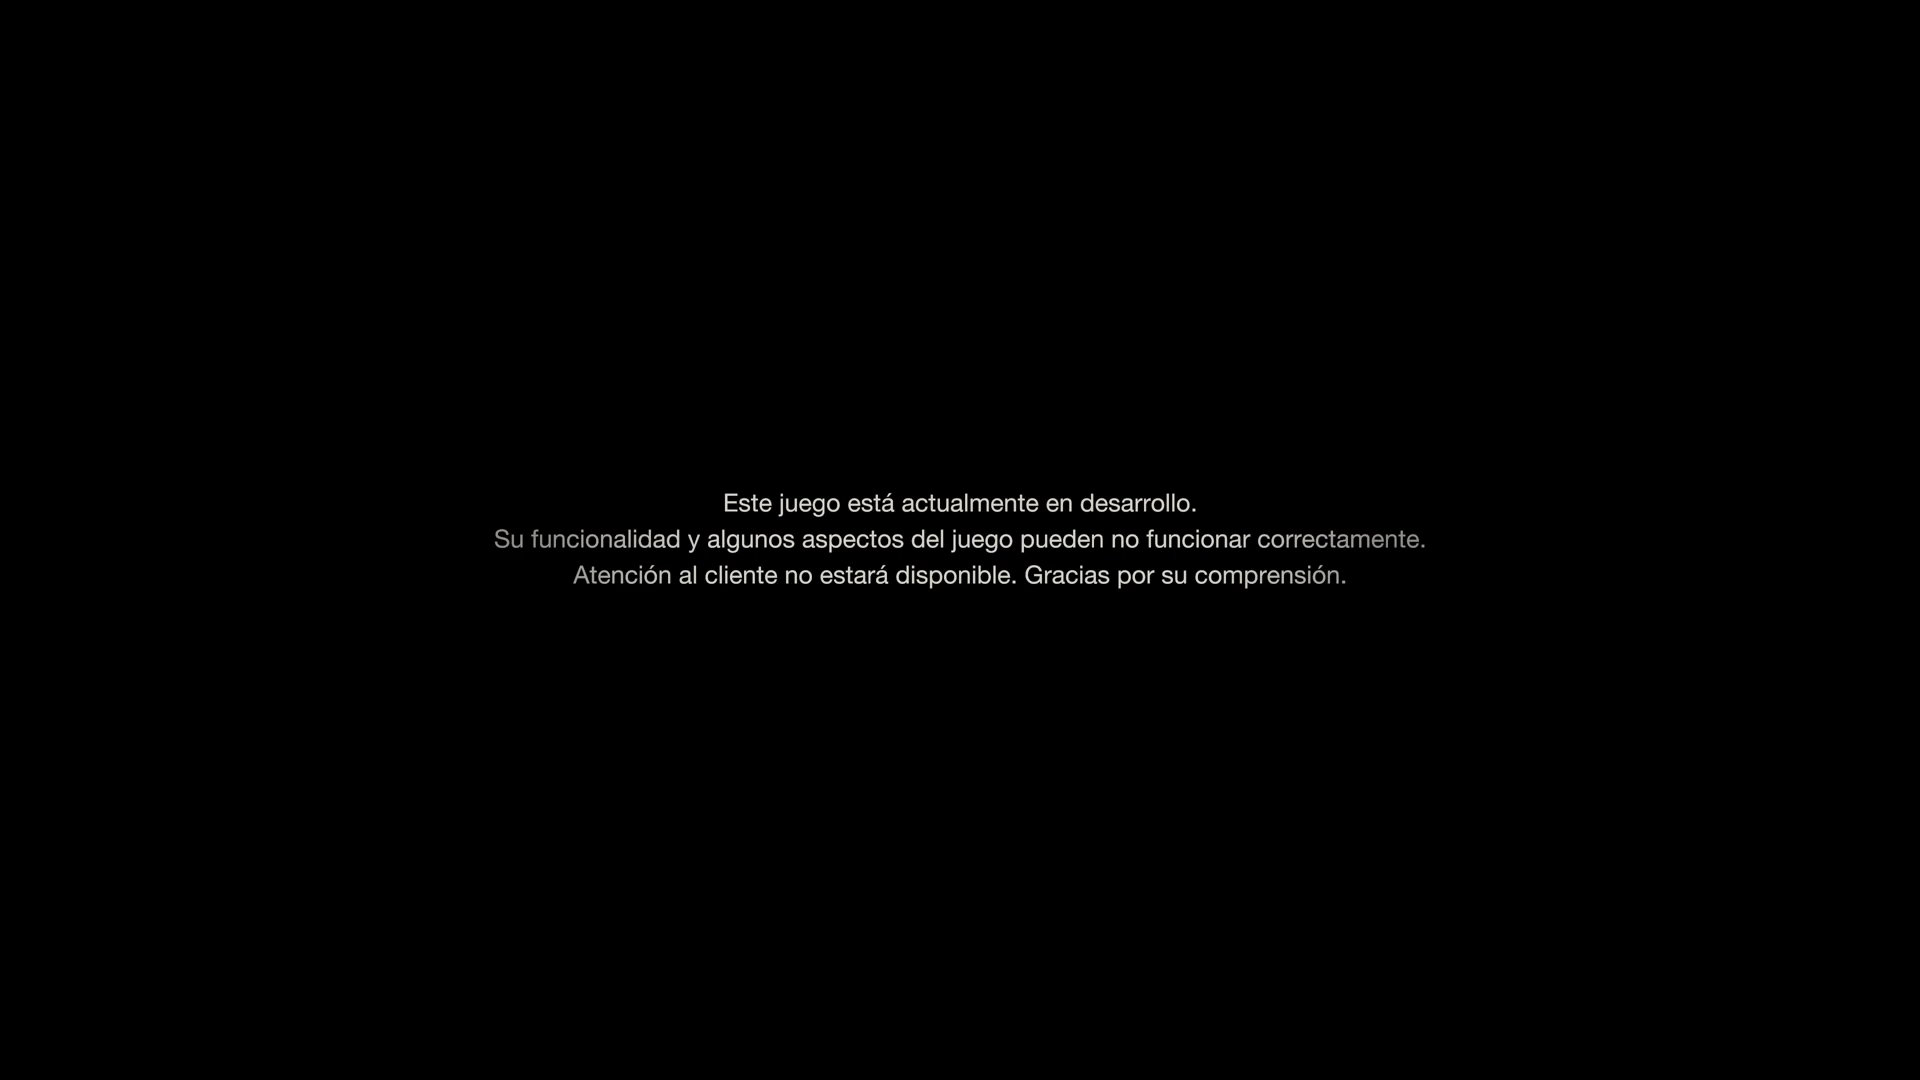 Este juego está actualmente en desarrollo.
Su funcionalidad y algunos aspectos del juego pueden no funcionar correctamente.
Atención al cliente no estará disponible. Gracias por su comprensión.